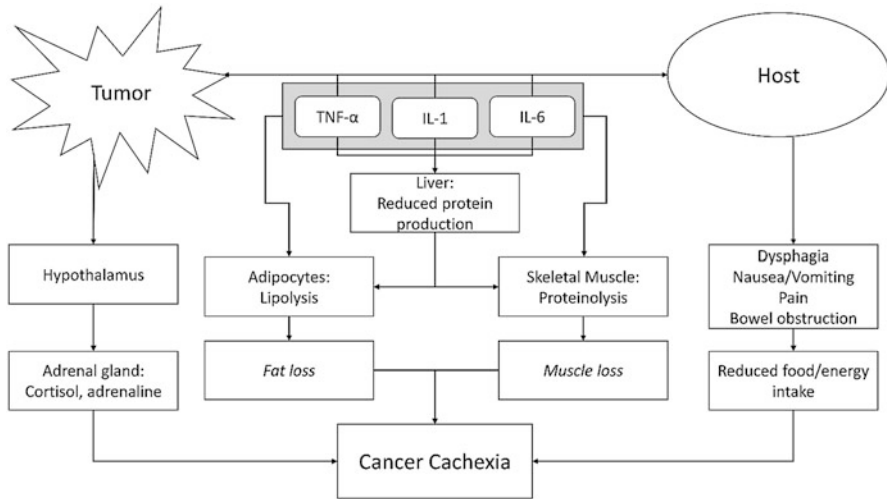 Tumor
Host
TNF-α
IL-1
IL-6
Liver:
Reduced protein
production
Hypothalamus
Adipocytes:
Lipolysis
Skeletal Muscle:
Proteinolysis
Dysphagia
Nausea/Vomiting
Pain
Bowel obstruction
Adrenal gland:
Cortisol, adrenaline
Fat loss
Muscle loss
Reduced food/energy
intake
Cancer Cachexia